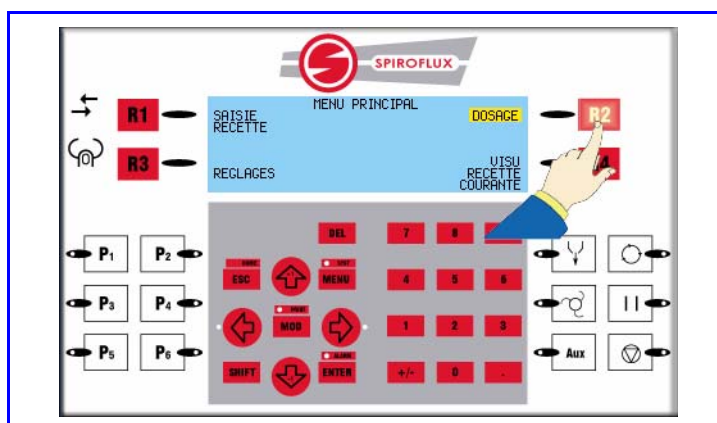 SPIROFLUX
MENU PRINCIPAL
R1
SAISIE
RECETTE
DOSAGE
R2
R3
REGLAGES
VISU
RECETTE
COURANTE
4
DEL
7
8
P1
P2
ESC
MENU
4
5
6
P3
P4
MOD
1
2
3
P5
P6
SHIFT
ENTER
+/-
0
.
Aux